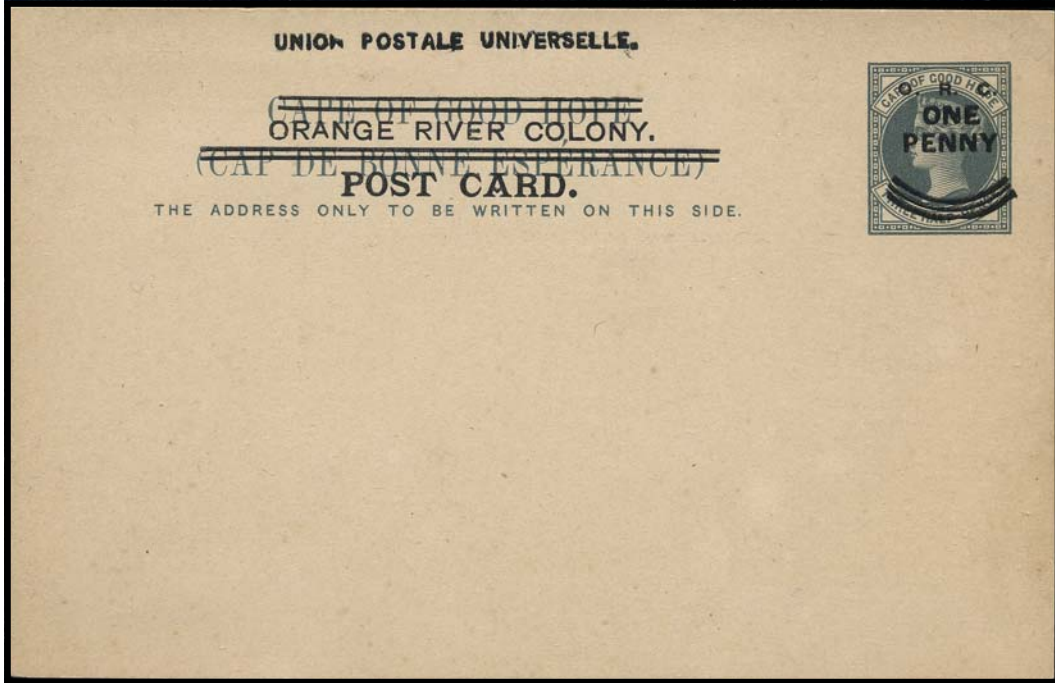 UNION POSTALE UNIVERSELLE.
CAPE OF GOOD HOPE
ORANGE RIVER COLONY.
(CAP DE BONNE ESPÉRANCE)
POST CARD.
THE ADDRESS ONLY TO BE WRITTEN ON THIS SIDE.
CAPE OF GOOD HOPE
O. R. C.
ONE
PENNY